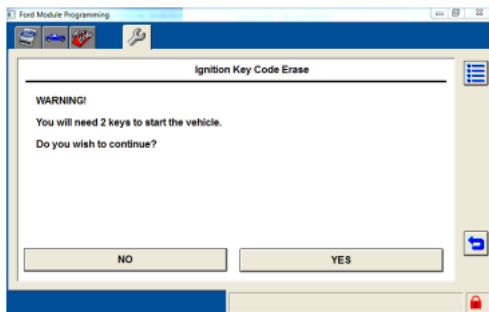 Ford Module Programming
Ignition Key Code Erase
WARNING!
You will need 2 keys to start the vehicle.
Do you wish to continue?
NO
YES